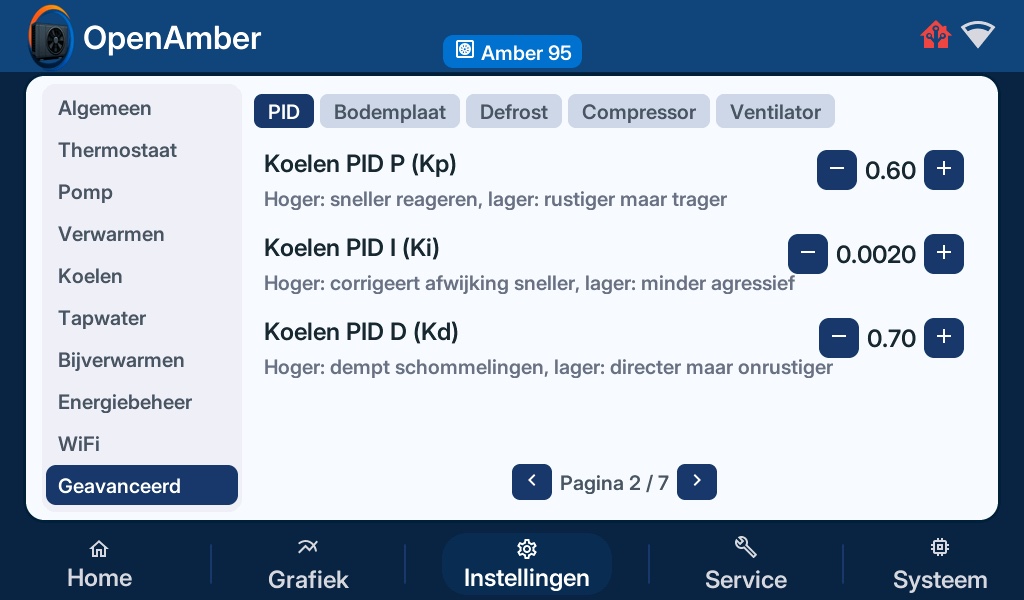 OpenAmber
Amber 95
Algemeen
Thermostaat
Pomp
Verwarmen
Koelen
Tapwater
Bijverwarmen
Energiebeheer
WiFi
Geavanceerd
PID
Bodemplaat
Defrost
Compressor
Ventilator
Koelen PID P (Kp)
− 0.60 +
Hoger: sneller reageren, lager: rustiger maar trager
Koelen PID I (Ki)
− 0.0020 +
Hoger: corrigeert afwijking sneller, lager: minder agressief
Koelen PID D (Kd)
− 0.70 +
Hoger: dempt schommelingen, lager: directer maar onrustiger
‹ Pagina 2 / 7 ›
Home
Grafiek
Instellingen
Service
Systeem